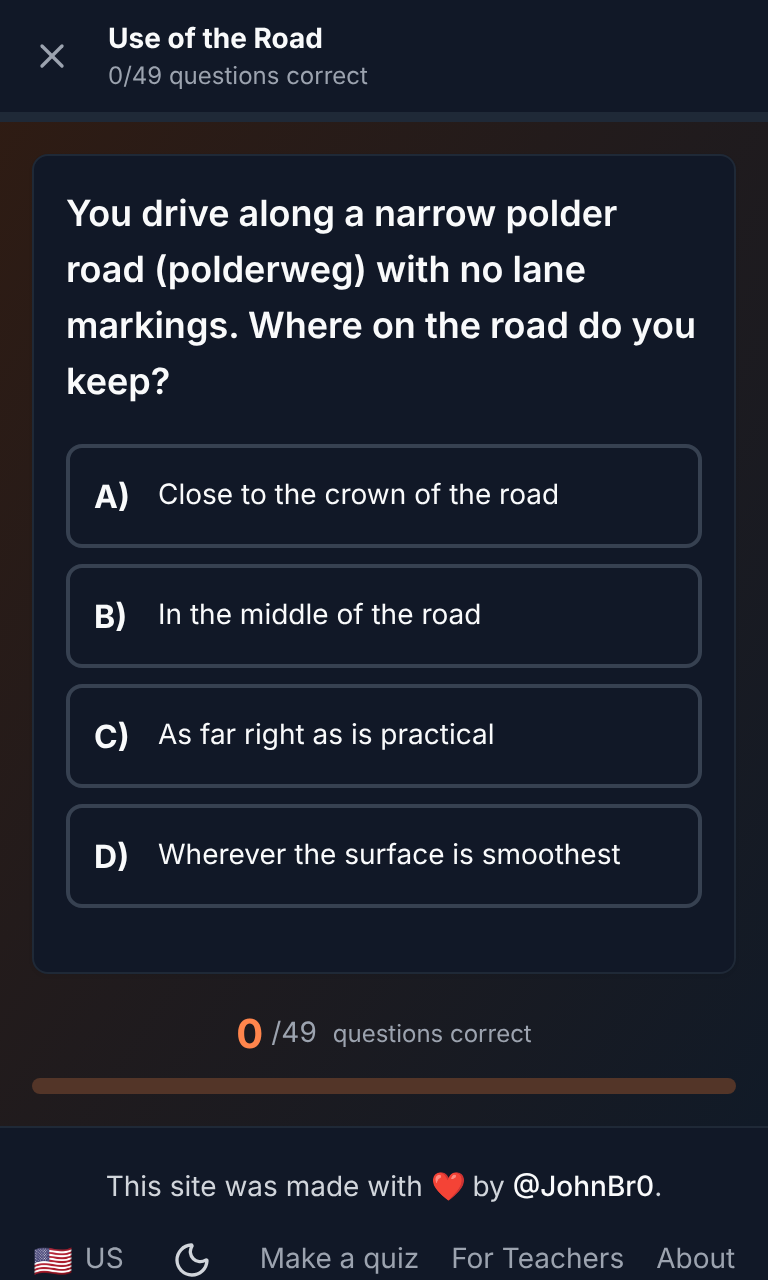 Use of the Road
0/49 questions correct
You drive along a narrow polder
road (polderweg) with no lane
markings. Where on the road do you
keep?
A) Close to the crown of the road
B) In the middle of the road
C) As far right as is practical
D) Wherever the surface is smoothest
0 /49 questions correct
This site was made with ❤️ by @JohnBr0.
🇺🇸 US Make a quiz For Teachers About